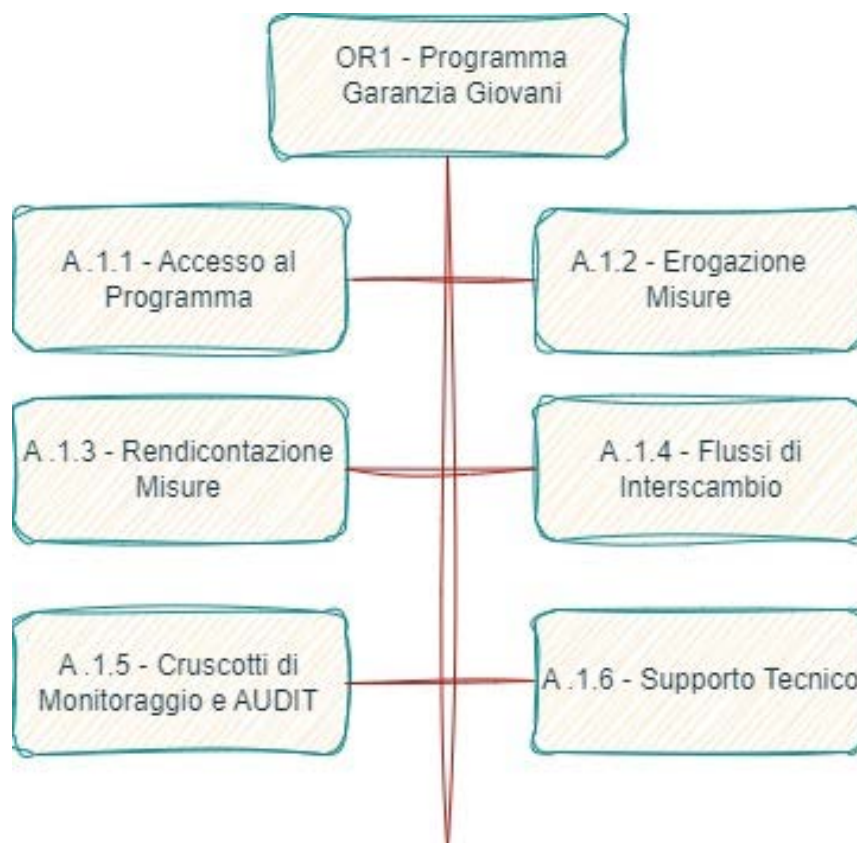 OR1 - Programma
Garanzia Giovani
A .1.1 - Accesso al
Programma
A.1.2 - Erogazione
Misure
A .1.3 - Rendicontazione
Misure
A .1.4 - Flussi di
Interscambio
A .1.5 - Cruscotti di
Monitoraggio e AUDIT
A .1.6 - Supporto Tecnico